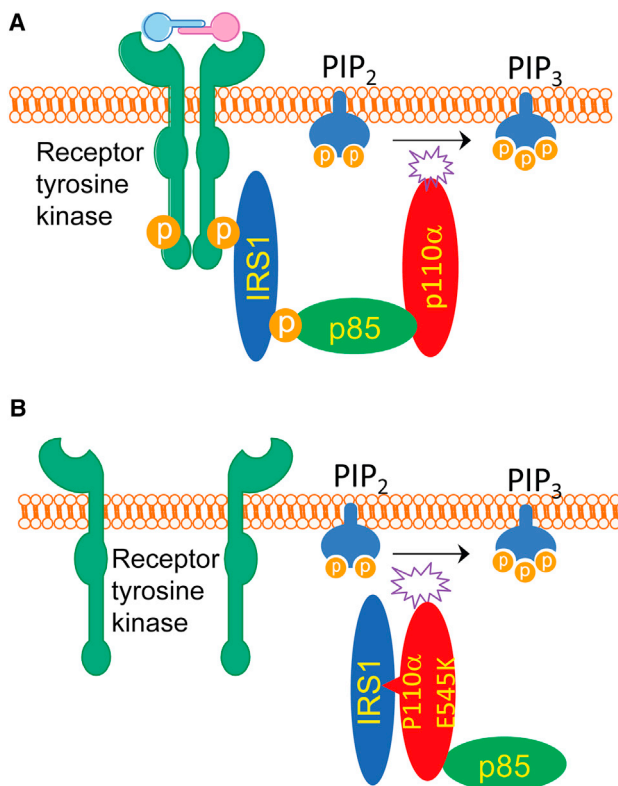 A
PIP2
PIP3
p p
p p p
Receptor
tyrosine
kinase
p
p
IRS1
p110α
p
p85
B
PIP2
PIP3
p p
p p p
Receptor
tyrosine
kinase
IRS1
P110α
E545K
p85